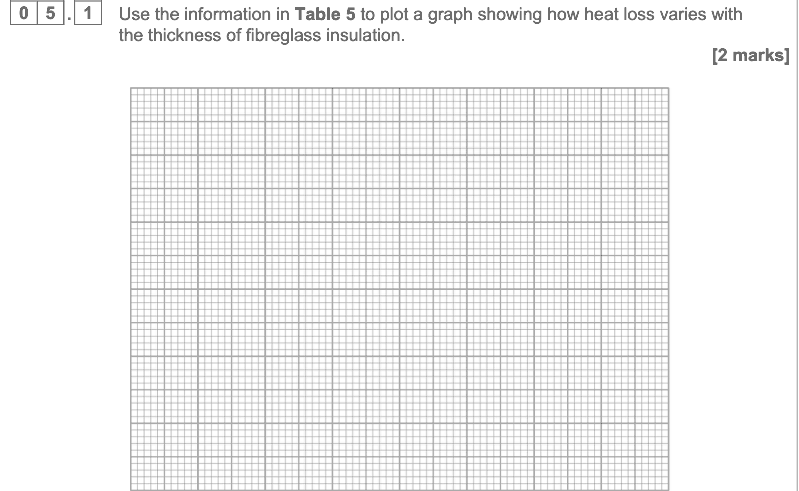 0 5 . 1 Use the information in Table 5 to plot a graph showing how heat loss varies with
the thickness of fibreglass insulation.
[2 marks]